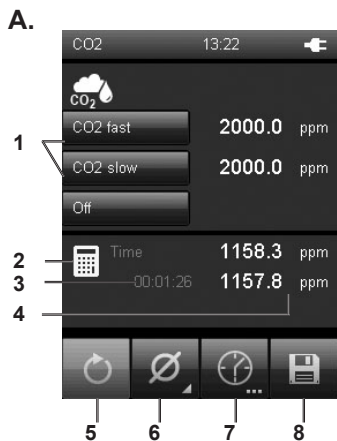 A.
CO2 13:22
CO2
CO2 fast 2000.0 ppm
1
CO2 slow 2000.0 ppm
Off
2 Time 1158.3 ppm
3 00:01:26 1157.8 ppm
4
5 6 7 8